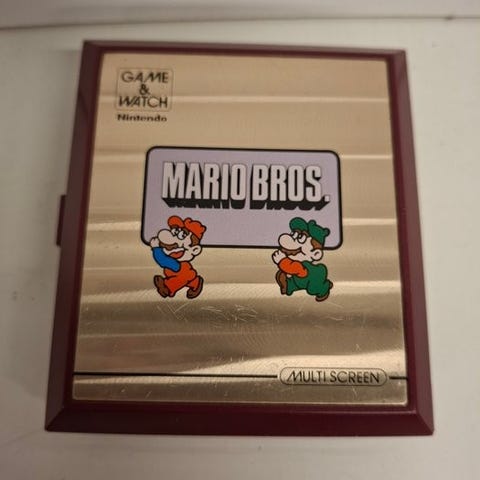 GAME
&
WATCH
Nintendo
MARIO BROS.
MULTI SCREEN